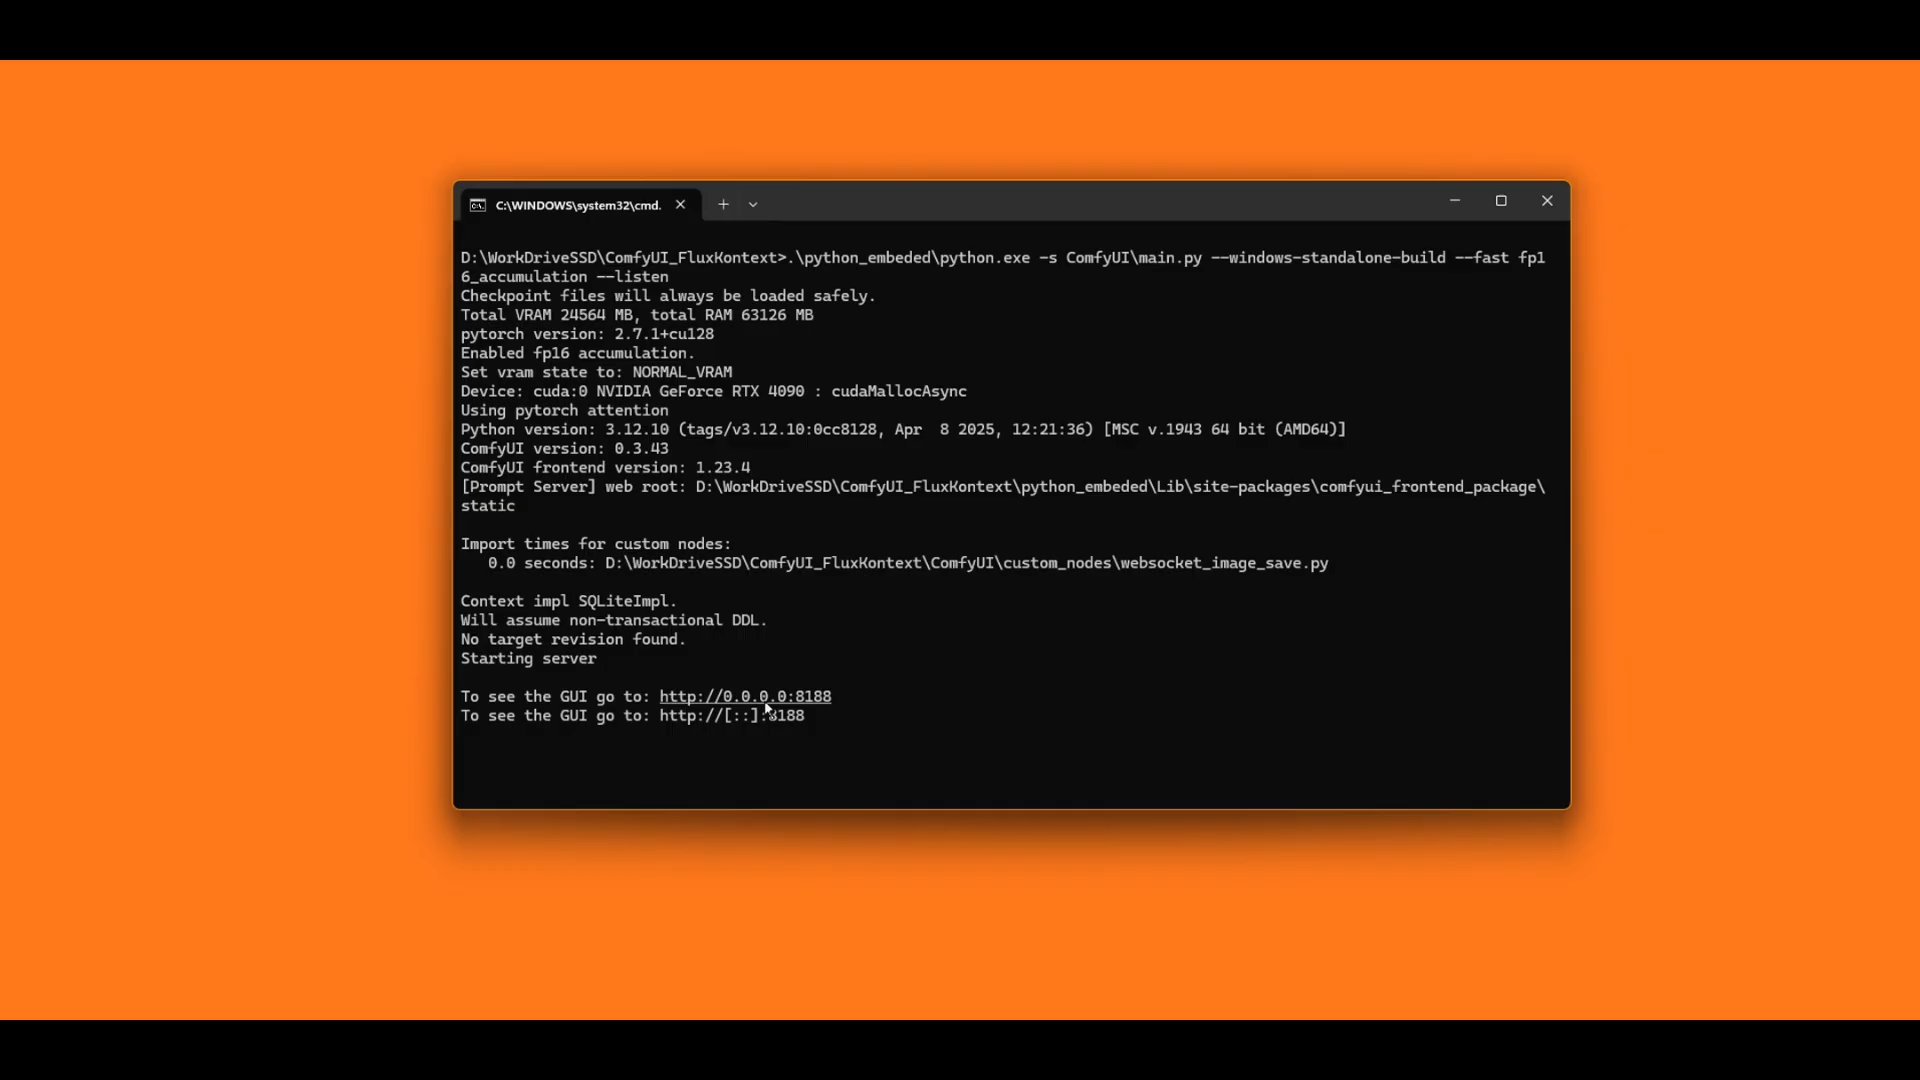 C:\WINDOWS\system32\cmd.
D:\WorkDriveSSD\ComfyUI_FluxKontext>.\python_embeded\python.exe -s ComfyUI\main.py --windows-standalone-build --fast fp1
6_accumulation --listen
Checkpoint files will always be loaded safely.
Total VRAM 24564 MB, total RAM 63126 MB
pytorch version: 2.7.1+cu128
Enabled fp16 accumulation.
Set vram state to: NORMAL_VRAM
Device: cuda:0 NVIDIA GeForce RTX 4090 : cudaMallocAsync
Using pytorch attention
Python version: 3.12.10 (tags/v3.12.10:0cc8128, Apr  8 2025, 12:21:36) [MSC v.1943 64 bit (AMD64)]
ComfyUI version: 0.3.43
ComfyUI frontend version: 1.23.4
[Prompt Server] web root: D:\WorkDriveSSD\ComfyUI_FluxKontext\python_embeded\Lib\site-packages\comfyui_frontend_package\
static
Import times for custom nodes:
0.0 seconds: D:\WorkDriveSSD\ComfyUI_FluxKontext\ComfyUI\custom_nodes\websocket_image_save.py
Context impl SQLiteImpl.
Will assume non-transactional DDL.
No target revision found.
Starting server
To see the GUI go to: http://0.0.0.0:8188
To see the GUI go to: http://[::]:8188